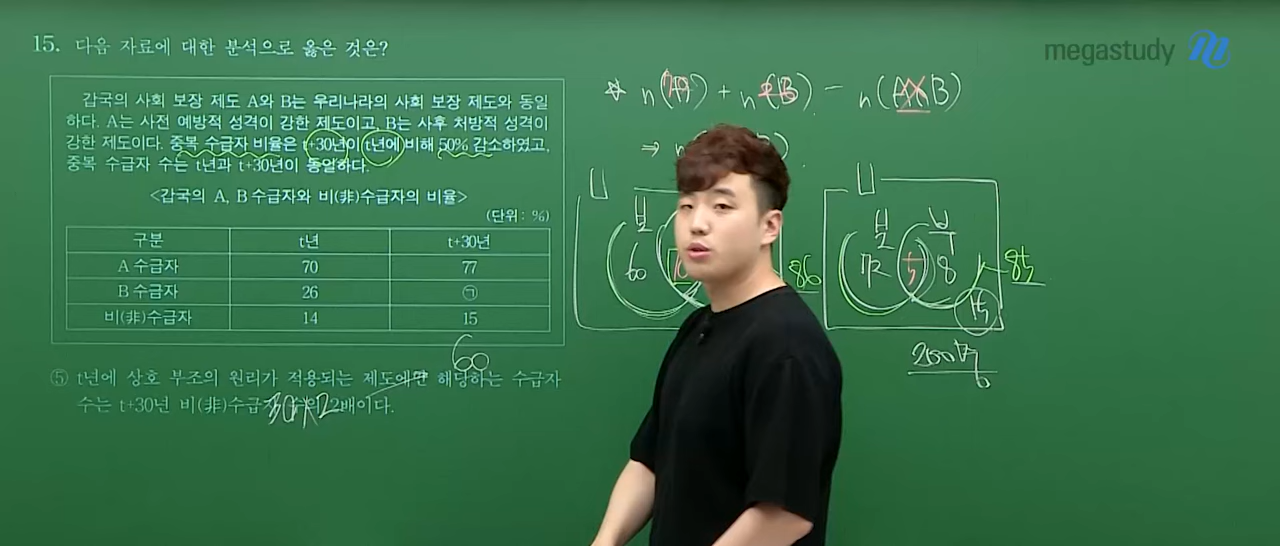 megastudy
15. 다음 자료에 대한 분석으로 옳은 것은?
갑국의 사회 보장 제도 A와 B는 우리나라의 사회 보장 제도와 동일
하다. A는 사전 예방적 성격이 강한 제도이고, B는 사후 처방적 성격이
강한 제도이다. 중복 수급자 비율은 t+30년이 t년에 비해 50% 감소하였고,
중복 수급자 수는 t년과 t+30년이 동일하다.
<갑국의 A, B 수급자와 비(非)수급자의 비율>
(단위: %)
구분 t년 t+30년
A 수급자 70 77
B 수급자 26 ㉠
비(非)수급자 14 15
60
⑤ t년에 상호 부조의 원리가 적용되는 제도에만 해당하는 수급자
수는 t+30년 비(非)수급자 수의 2배이다.
n(A) + n(B) - n(A∩B)
보
60
86
보
72
8